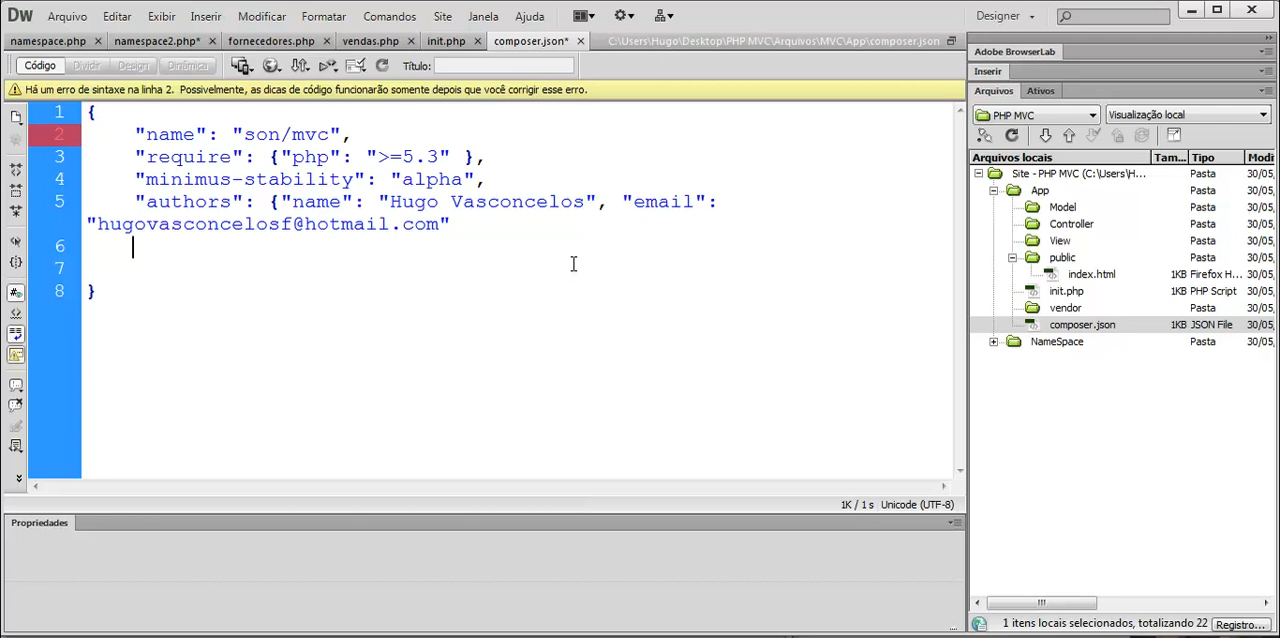 Dw Arquivo Editar Exibir Inserir Modificar Formatar Comandos Site Janela Ajuda Designer
namespace.php namespace2.php* fornecedores.php vendas.php init.php composer.json* C:\Users\Hugo\Desktop\PHP MVC\Arquivos\MVC\App\composer.json
Código Dividir Design Dinâmica Título:
Há um erro de sintaxe na linha 2. Possivelmente, as dicas de código funcionarão somente depois que você corrigir esse erro.
1 {
2 "name": "son/mvc",
3 "require": {"php": ">=5.3" },
4 "minimus-stability": "alpha",
5 "authors": {"name": "Hugo Vasconcelos", "email":
"hugovasconcelosf@hotmail.com"
6
7
8 }
1K / 1 s Unicode (UTF-8)
Propriedades
Adobe BrowserLab
Inserir
Arquivos Ativos
PHP MVC Visualização local
Arquivos locais Tam... Tipo Modi
Site - PHP MVC (C:\Users\H... Pasta 30/05,
App Pasta 30/05,
Model Pasta 30/05,
Controller Pasta 30/05,
View Pasta 30/05,
public Pasta 30/05,
index.html 1KB Firefox H... 30/05,
init.php 1KB PHP Script 30/05,
vendor Pasta 30/05,
composer.json 1KB JSON File 30/05,
NameSpace Pasta 30/05,
1 itens locais selecionados, totalizando 22 Registro...